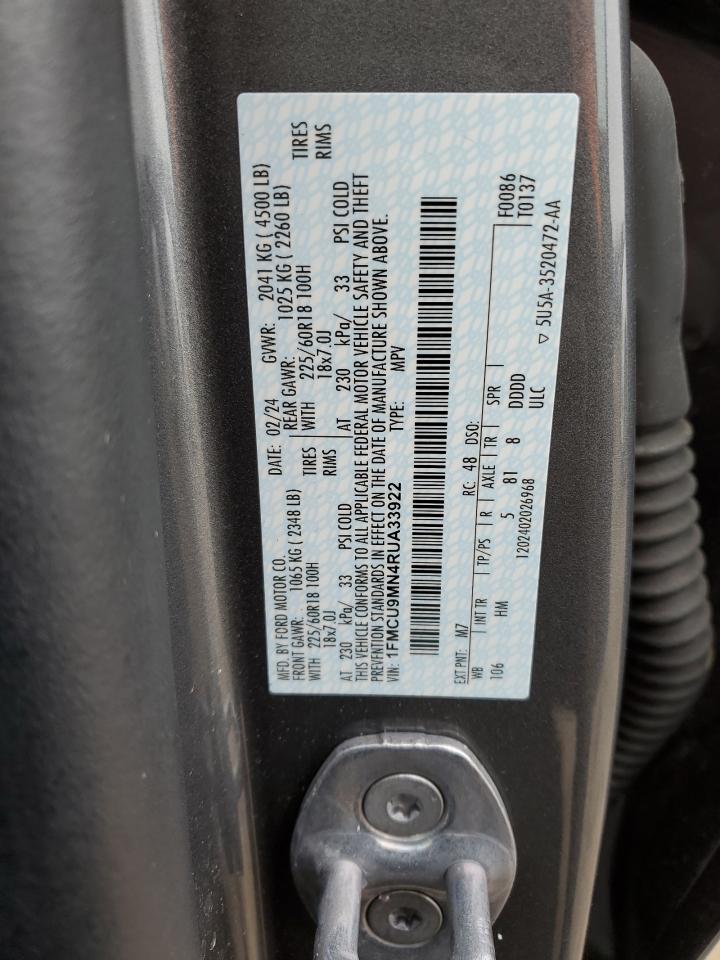 MFD. BY FORD MOTOR CO.
DATE: 02/24 GVWR: 2041 KG ( 4500 LB)
FRONT GAWR: 1065 KG ( 2348 LB) REAR GAWR: 1025 KG ( 2260 LB)
WITH 225/60R18 100H TIRES WITH 225/60R18 100H TIRES
18x7.0J RIMS 18x7.0J RIMS
AT 230 kPa/ 33 PSI COLD AT 230 kPa/ 33 PSI COLD
THIS VEHICLE CONFORMS TO ALL APPLICABLE FEDERAL MOTOR VEHICLE SAFETY AND THEFT
PREVENTION STANDARDS IN EFFECT ON THE DATE OF MANUFACTURE SHOWN ABOVE.
VIN: 1FMCU9MN4RUA33922 TYPE: MPV
EXT PNT: M7 RC: 48 DSO: F0086
WB INT TR TP/PS R AXLE TR SPR T0137
106 HM 5 81 8 DDDD
1202402026968 ULC ▽ 5U5A-3520472-AA